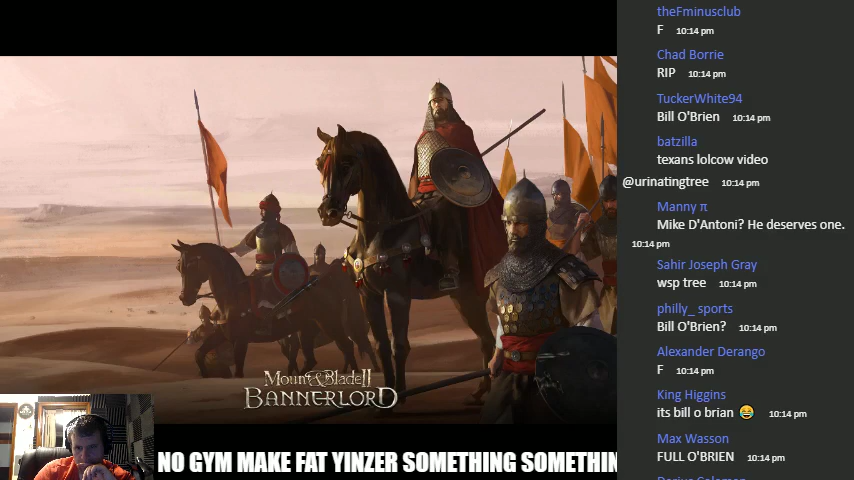 theFminusclub
F 10:14 pm
Chad Borrie
RIP 10:14 pm
TuckerWhite94
Bill O'Brien 10:14 pm
batzilla
texans lolcow video
@urinatingtree 10:14 pm
Manny π
Mike D'Antoni? He deserves one.
10:14 pm
Sahir Joseph Gray
wsp tree 10:14 pm
philly_ sports
Bill O'Brien? 10:14 pm
Alexander Derango
F 10:14 pm
King Higgins
its bill o brian 😂 10:14 pm
Max Wasson
FULL O'BRIEN 10:14 pm
Mount & Blade II
BANNERLORD
NO GYM MAKE FAT YINZER SOMETHING SOMETHIN